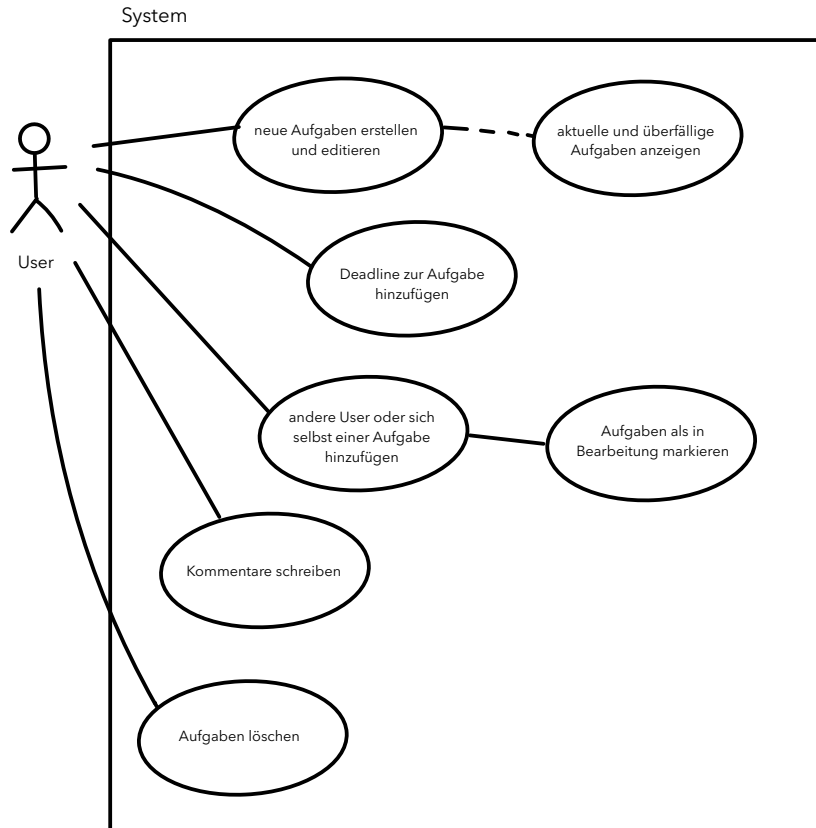 System
neue Aufgaben erstellen
und editieren
aktuelle und überfällige
Aufgaben anzeigen
User
Deadline zur Aufgabe
hinzufügen
andere User oder sich
selbst einer Aufgabe
hinzufügen
Aufgaben als in
Bearbeitung markieren
Kommentare schreiben
Aufgaben löschen